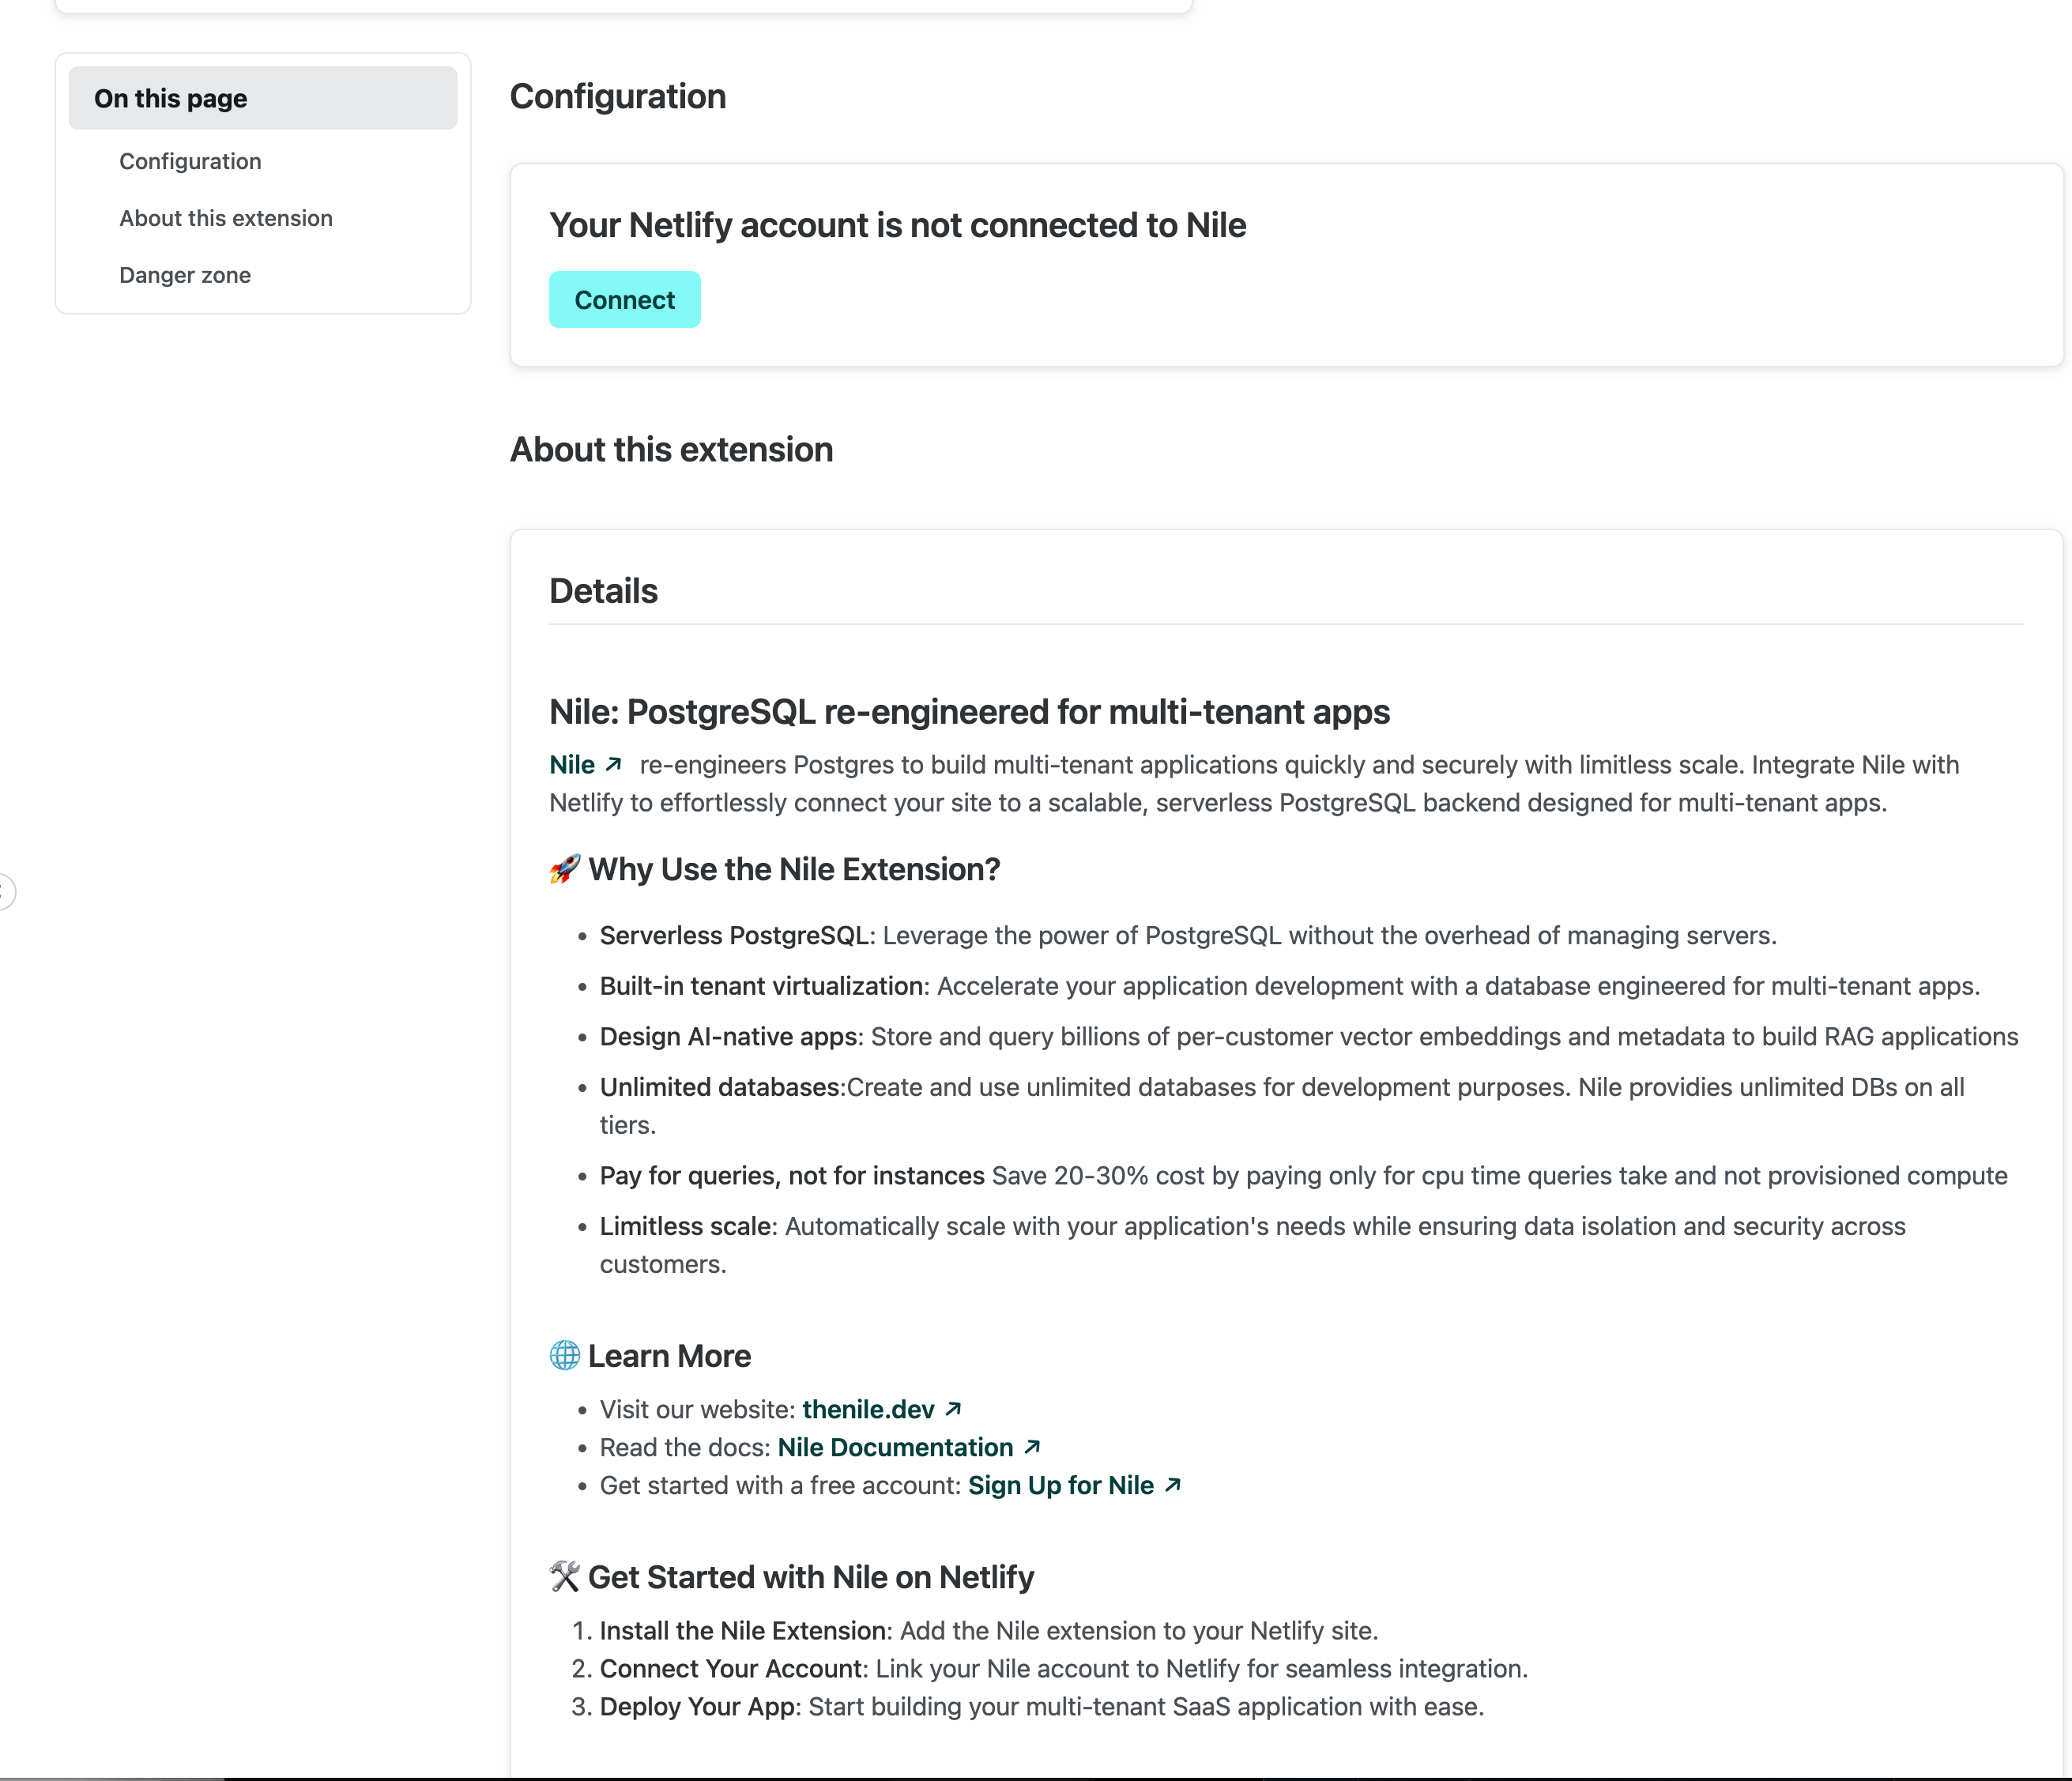 On this page
Configuration
About this extension
Danger zone
Configuration
Your Netlify account is not connected to Nile
Connect
About this extension
Details
Nile: PostgreSQL re-engineered for multi-tenant apps
Nile ↗ re-engineers Postgres to build multi-tenant applications quickly and securely with limitless scale. Integrate Nile with
Netlify to effortlessly connect your site to a scalable, serverless PostgreSQL backend designed for multi-tenant apps.
🚀 Why Use the Nile Extension?
• Serverless PostgreSQL: Leverage the power of PostgreSQL without the overhead of managing servers.
• Built-in tenant virtualization: Accelerate your application development with a database engineered for multi-tenant apps.
• Design AI-native apps: Store and query billions of per-customer vector embeddings and metadata to build RAG applications
• Unlimited databases:Create and use unlimited databases for development purposes. Nile providies unlimited DBs on all
tiers.
• Pay for queries, not for instances Save 20-30% cost by paying only for cpu time queries take and not provisioned compute
• Limitless scale: Automatically scale with your application's needs while ensuring data isolation and security across
customers.
🌐 Learn More
• Visit our website: thenile.dev ↗
• Read the docs: Nile Documentation ↗
• Get started with a free account: Sign Up for Nile ↗
🛠 Get Started with Nile on Netlify
1. Install the Nile Extension: Add the Nile extension to your Netlify site.
2. Connect Your Account: Link your Nile account to Netlify for seamless integration.
3. Deploy Your App: Start building your multi-tenant SaaS application with ease.